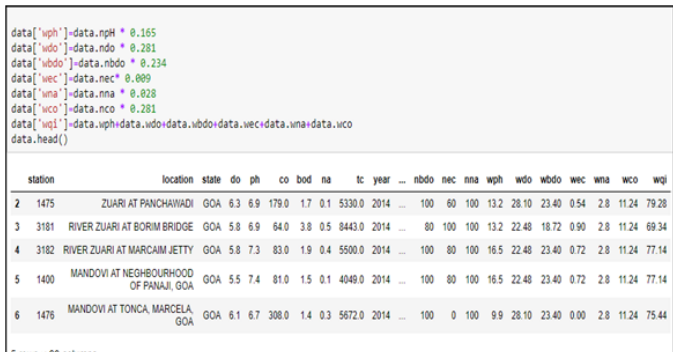 data['wph']=data.npH * 0.165
data['wdo']=data.ndo * 0.281
data['wbdo']=data.nbdo * 0.234
data['wec']=data.nec* 0.009
data['wna']=data.nna * 0.028
data['wco']=data.nco * 0.281
data['wqi']=data.wph+data.wdo+data.wbdo+data.wec+data.wna+data.wco
data.head()
station location state do ph co bod na tc year ... nbdo nec nna wph wdo wbdo wec wna wco wqi
2 1475 ZUARI AT PANCHAWADI GOA 6.3 6.9 179.0 1.7 0.1 5330.0 2014 ... 100 60 100 13.2 28.10 23.40 0.54 2.8 11.24 79.28
3 3181 RIVER ZUARI AT BORIM BRIDGE GOA 5.8 6.9 64.0 3.8 0.5 8443.0 2014 ... 80 100 100 13.2 22.48 18.72 0.90 2.8 11.24 69.34
4 3182 RIVER ZUARI AT MARCAIM JETTY GOA 5.8 7.3 83.0 1.9 0.4 5500.0 2014 ... 100 80 100 16.5 22.48 23.40 0.72 2.8 11.24 77.14
5 1400 MANDOVI AT NEGHBOURHOOD
OF PANAJI, GOA GOA 5.5 7.4 81.0 1.5 0.1 4049.0 2014 ... 100 80 100 16.5 22.48 23.40 0.72 2.8 11.24 77.14
6 1476 MANDOVI AT TONCA, MARCELA,
GOA GOA 6.1 6.7 308.0 1.4 0.3 5672.0 2014 ... 100 0 100 9.9 28.10 23.40 0.00 2.8 11.24 75.44